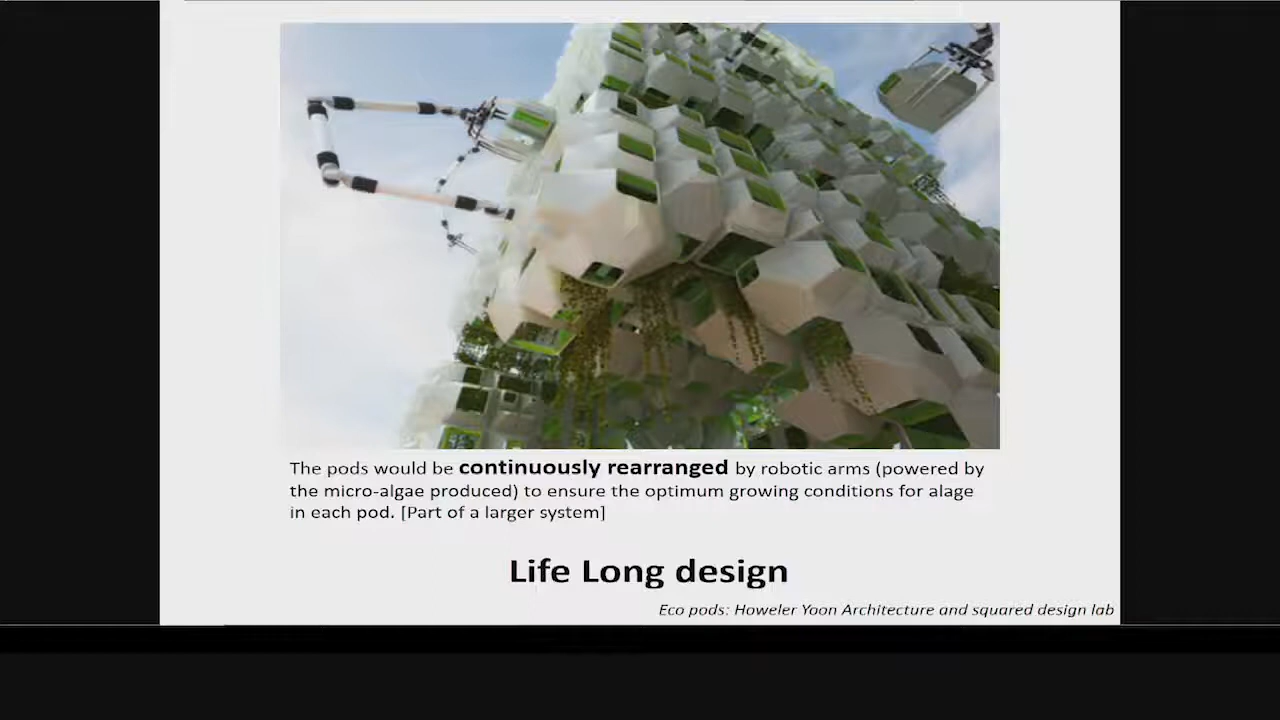 The pods would be continuously rearranged by robotic arms (powered by
the micro-algae produced) to ensure the optimum growing conditions for alage
in each pod. [Part of a larger system]
Life Long design
Eco pods: Howeler Yoon Architecture and squared design lab